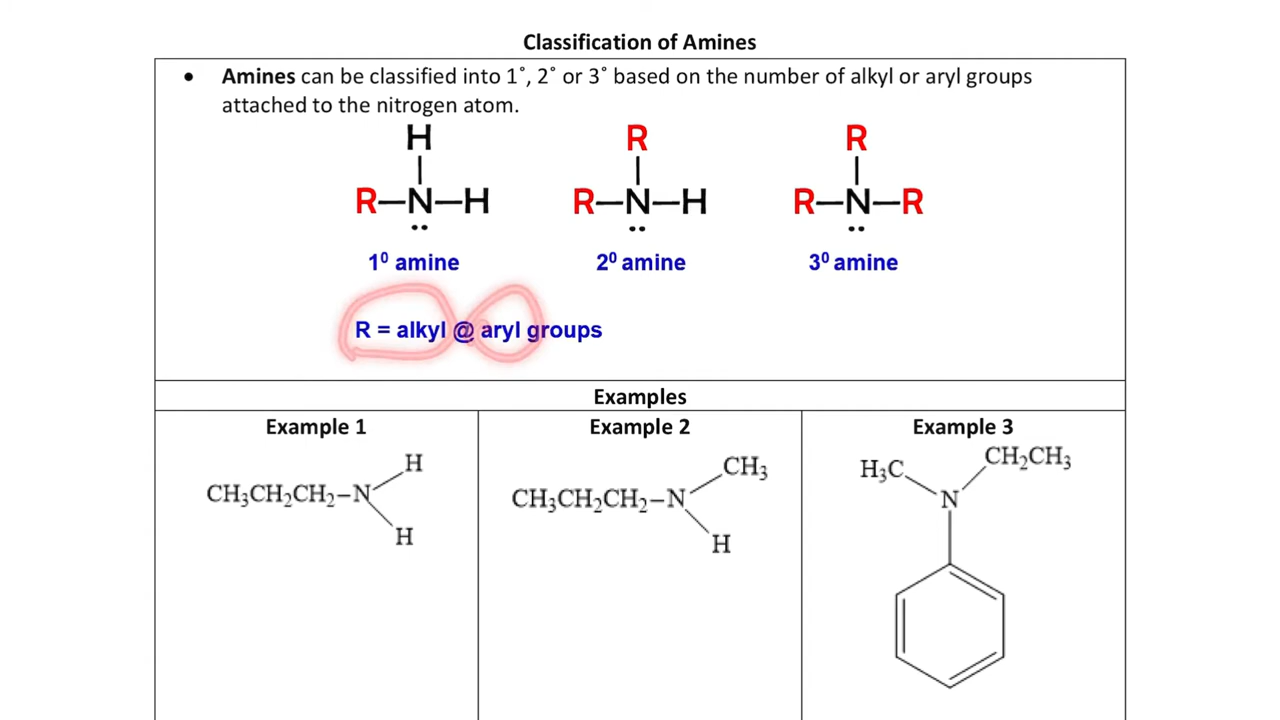 Classification of Amines
• Amines can be classified into 1˚, 2˚ or 3˚ based on the number of alkyl or aryl groups
attached to the nitrogen atom.
H R R
R—N—H R—N—H R—N—R
1⁰ amine 2⁰ amine 3⁰ amine
R = alkyl @ aryl groups
Examples
Example 1 Example 2 Example 3
H CH₃ H₃C CH₂CH₃
CH₃CH₂CH₂–N CH₃CH₂CH₂–N N
H H